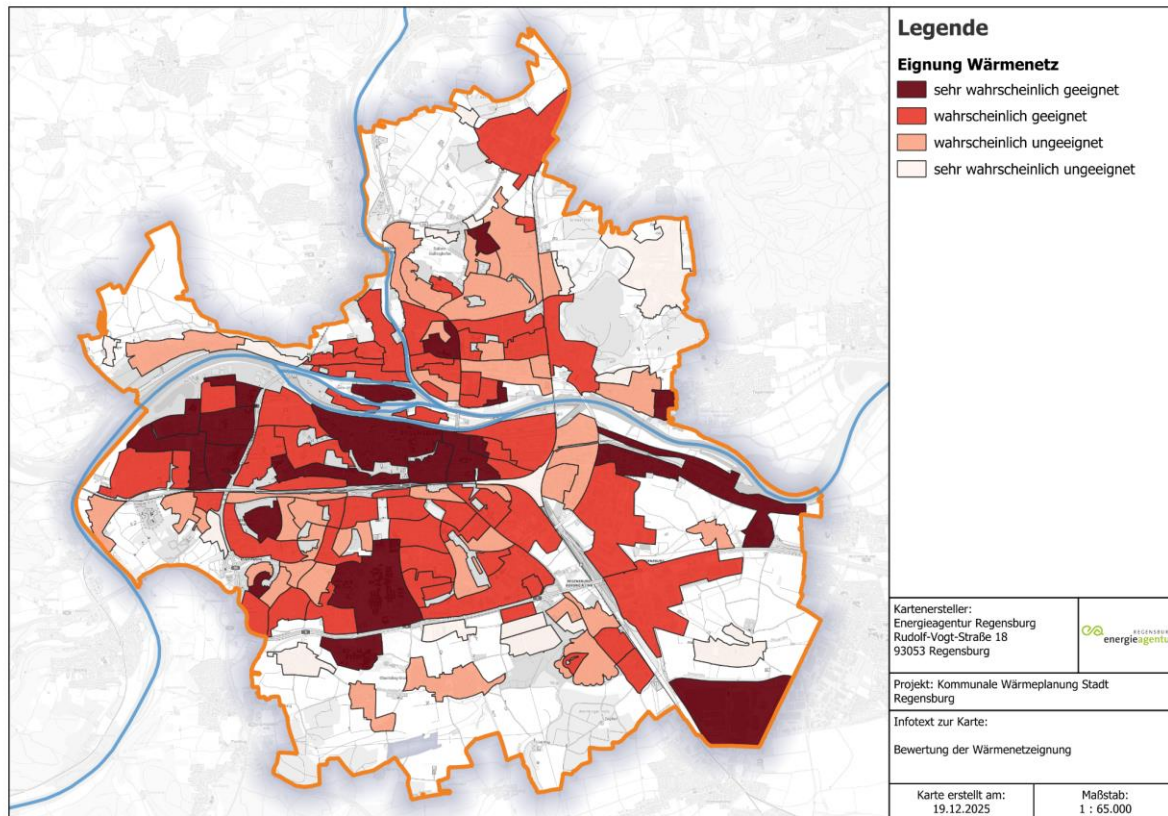 Legende
Eignung Wärmenetz
sehr wahrscheinlich geeignet
wahrscheinlich geeignet
wahrscheinlich ungeeignet
sehr wahrscheinlich ungeeignet
Kartenersteller:
Energieagentur Regensburg
Rudolf-Vogt-Straße 18
93053 Regensburg
REGENSBURG
energieagentur
Projekt: Kommunale Wärmeplanung Stadt
Regensburg
Infotext zur Karte:
Bewertung der Wärmenetzeignung
Karte erstellt am:
19.12.2025
Maßstab:
1 : 65.000